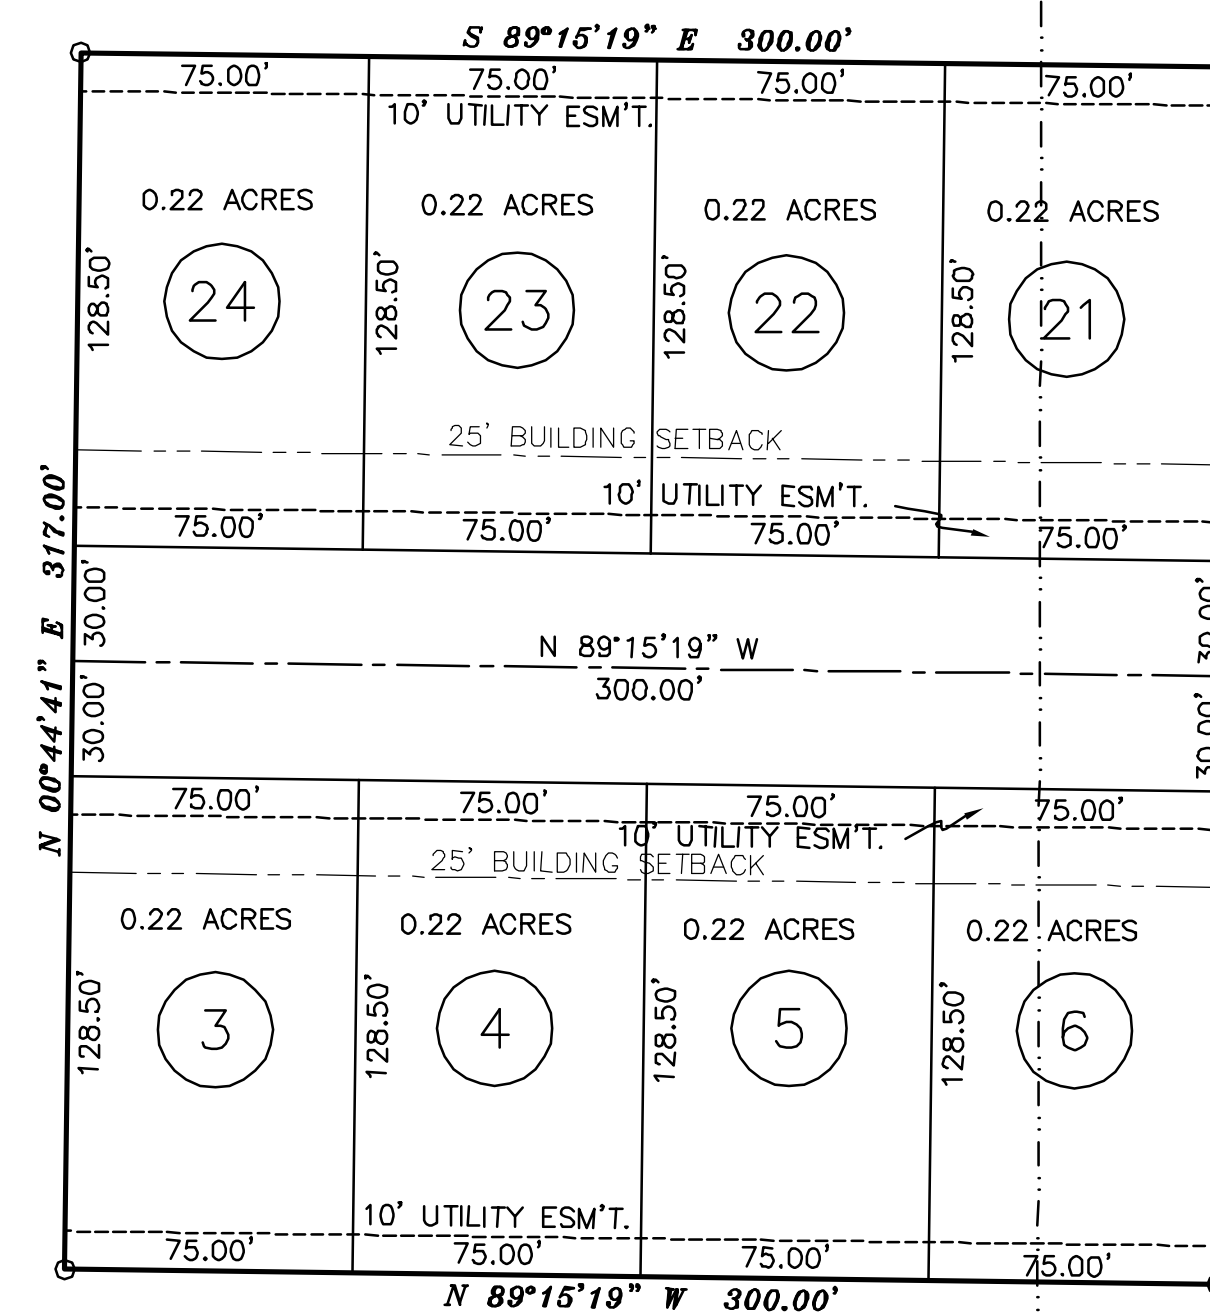 S 89°15'19" E 300.00'
75.00' 75.00' 75.00' 75.00'
10' UTILITY ESM'T.
0.22 ACRES 0.22 ACRES 0.22 ACRES 0.22 ACRES
128.50' 128.50' 128.50' 128.50'
24 23 22 21
25' BUILDING SETBACK
10' UTILITY ESM'T.
75.00' 75.00' 75.00' 75.00'
N 00°44'41" E 317.00'
30.00' 30.00'
N 89°15'19" W
300.00'
30.00' 30.00'
75.00' 75.00' 75.00' 75.00'
10' UTILITY ESM'T.
25' BUILDING SETBACK
0.22 ACRES 0.22 ACRES 0.22 ACRES 0.22 ACRES
128.50' 128.50' 128.50' 128.50'
3 4 5 6
10' UTILITY ESM'T.
75.00' 75.00' 75.00' 75.00'
N 89°15'19" W 300.00'